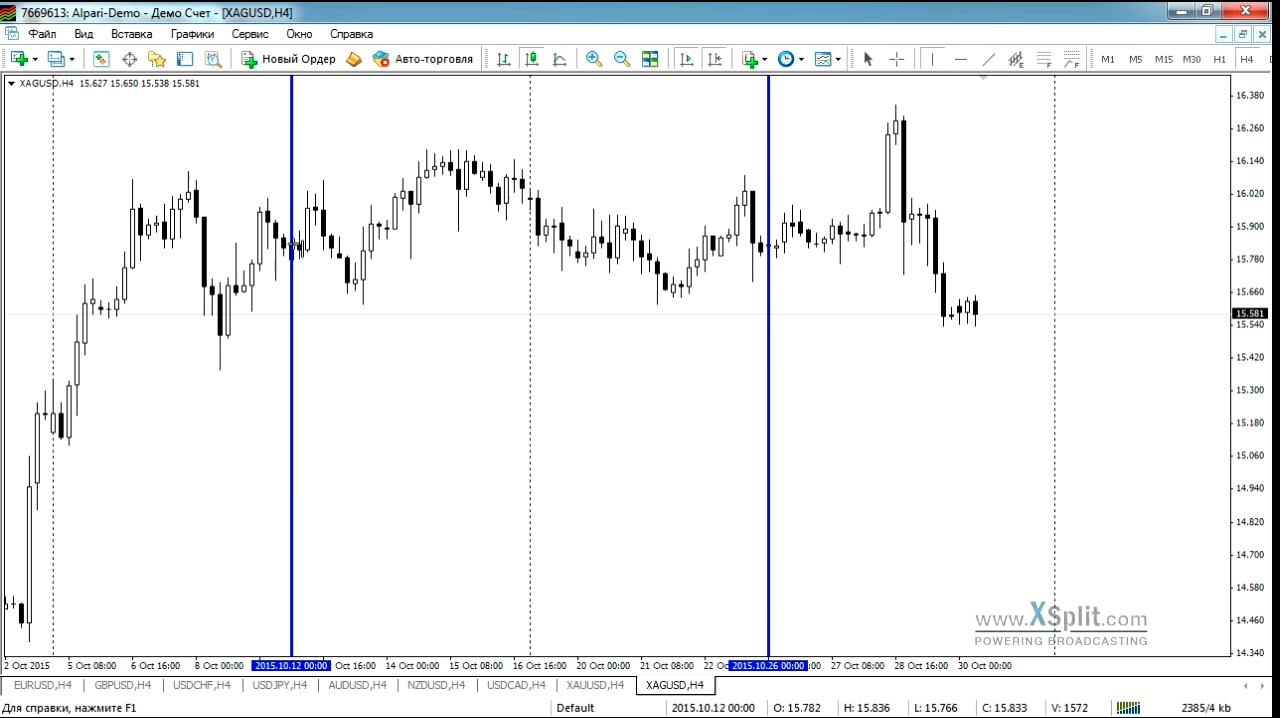 7669613: Alpari-Demo - Демо Счет - [XAGUSD,H4]
Файл Вид Вставка Графики Сервис Окно Справка
Новый Ордер Авто-торговля M1 M5 M15 M30 H1 H4
XAGUSD,H4 15.627 15.650 15.538 15.581
16.380
16.260
16.140
16.020
15.900
15.780
15.660
15.581
15.540
15.420
15.300
15.180
15.060
14.940
14.820
14.700
14.580
14.460
14.340
www.XSplit.com
POWERING BROADCASTING
2 Oct 2015 5 Oct 08:00 6 Oct 16:00 8 Oct 00:00 2015.10.12 00:00 Oct 16:00 14 Oct 00:00 15 Oct 08:00 16 Oct 16:00 20 Oct 00:00 21 Oct 08:00 22 2015.10.26 00:00 :00 27 Oct 08:00 28 Oct 16:00 30 Oct 00:00
EURUSD,H4 GBPUSD,H4 USDCHF,H4 USDJPY,H4 AUDUSD,H4 NZDUSD,H4 USDCAD,H4 XAUUSD,H4 XAGUSD,H4
Для справки, нажмите F1 Default 2015.10.12 00:00 O: 15.782 H: 15.836 L: 15.766 C: 15.833 V: 1572 2385/4 kb